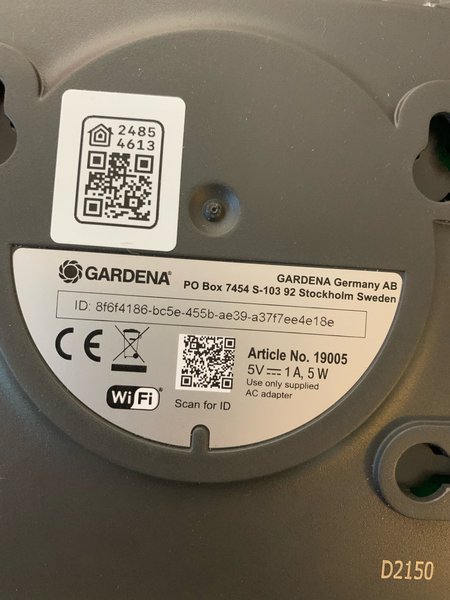 2485
4613
GARDENA®
GARDENA Germany AB
PO Box 7454 S-103 92 Stockholm Sweden
ID: 8f6f4186-bc5e-455b-ae39-a37f7ee4e18e
CE
Article No. 19005
5V⎓1 A, 5 W
Use only supplied
AC adapter
WiFi
Scan for ID
D2150